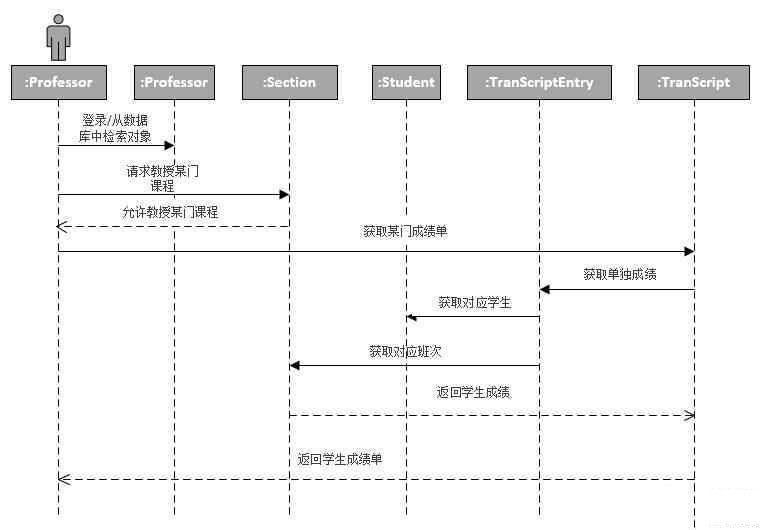 :Professor
:Professor
:Section
:Student
:TranScriptEntry
:TranScript
登录/从数据
库中检索对象
请求教授某门
课程
允许教授某门课程
获取某门成绩单
获取单独成绩
获取对应学生
获取对应班次
返回学生成绩
返回学生成绩单